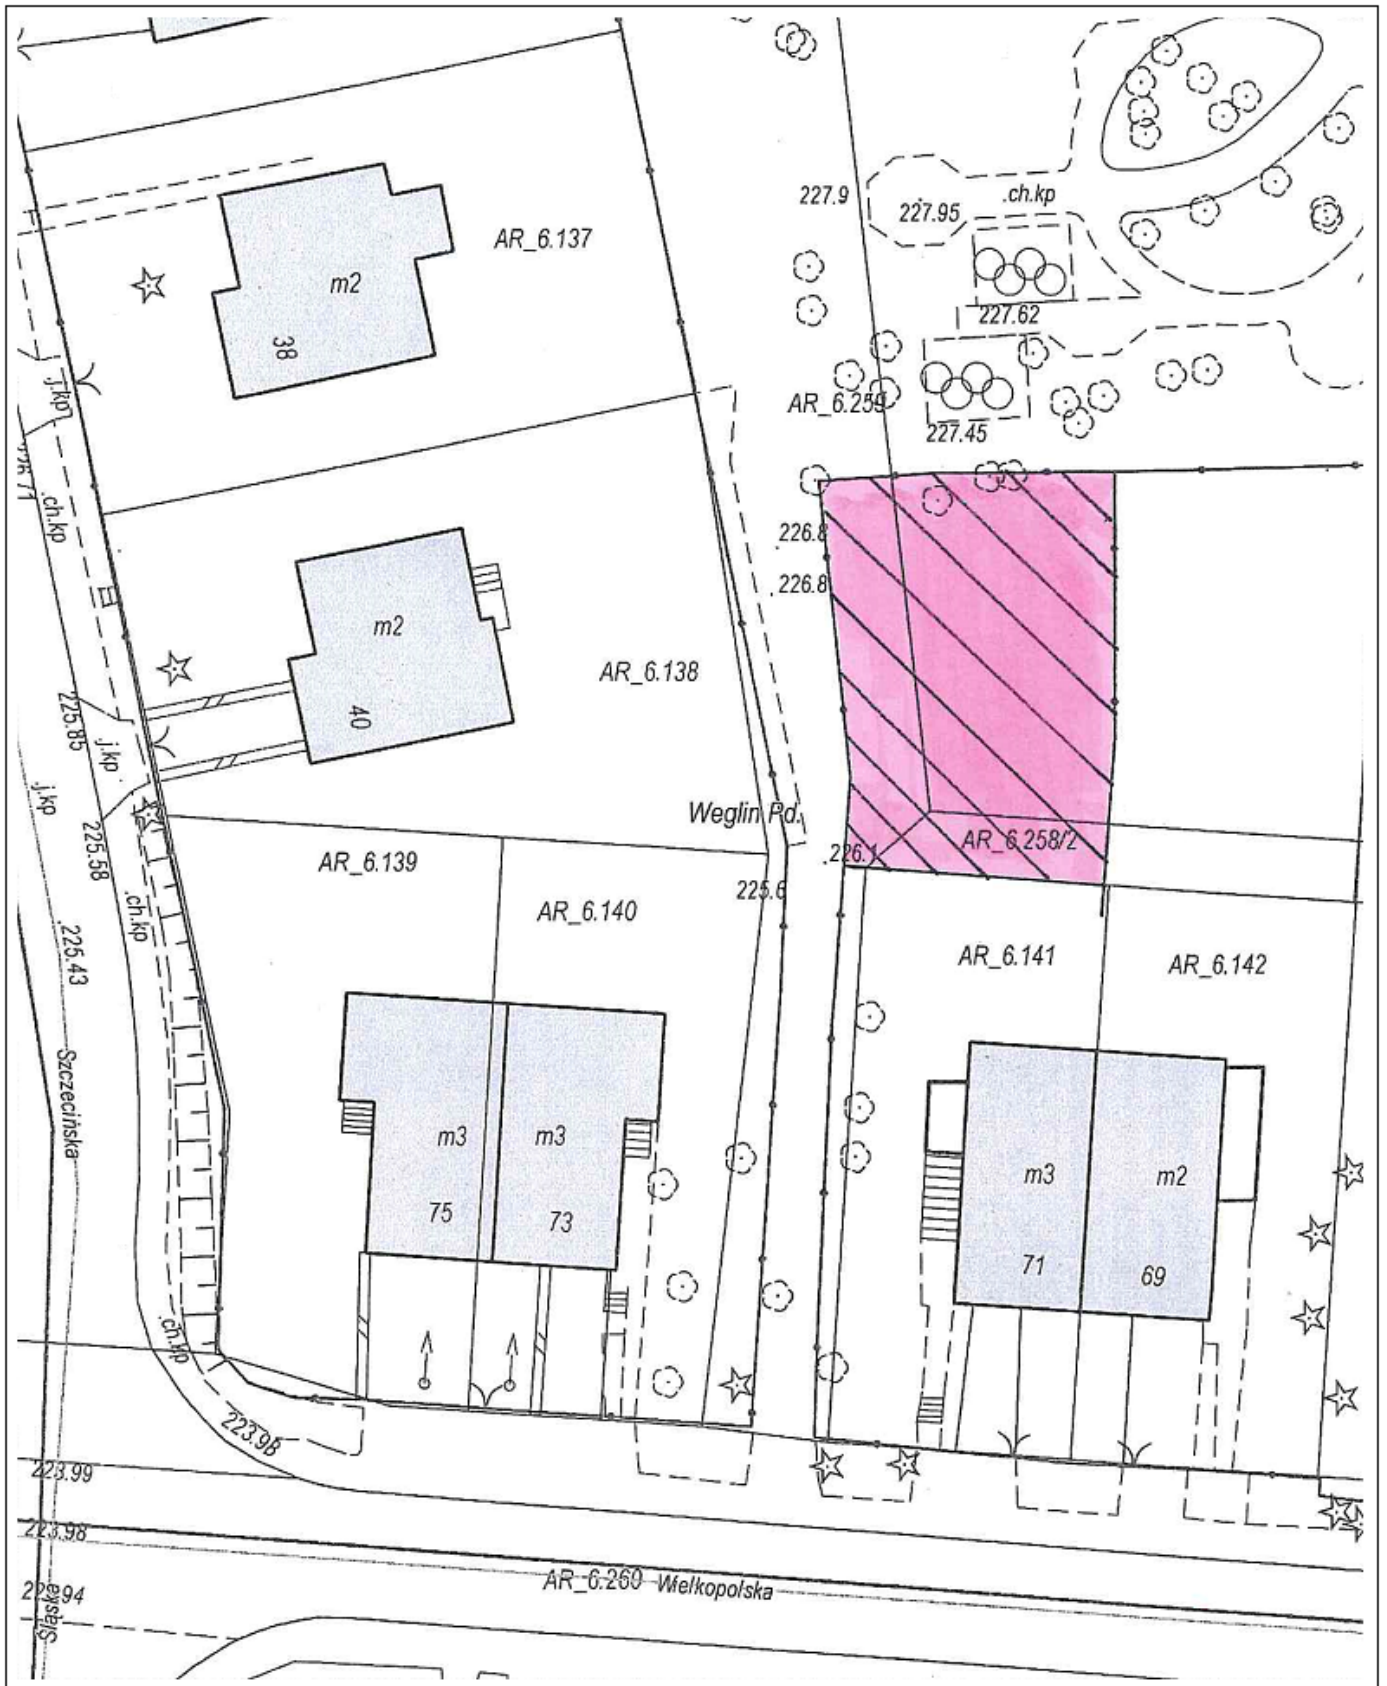 227.9
227.95
.ch.kp
AR_6.137
m2
38
227.62
j.kp
AR_6.259
227.45
226.71
.ch.kp
226.8
226.8
m2
AR_6.138
40
225.85
j.kp
j.kp
Weglin Pd.
AR_6.258/2
226.1
225.58
AR_6.139
225.6
.ch.kp
AR_6.140
225.43
AR_6.141
AR_6.142
Szczecińska
m3
m3
m3
m2
75
73
71
69
.ch.kp
223.98
223.99
223.98
AR_6.260
Wielkopolska
Śląska